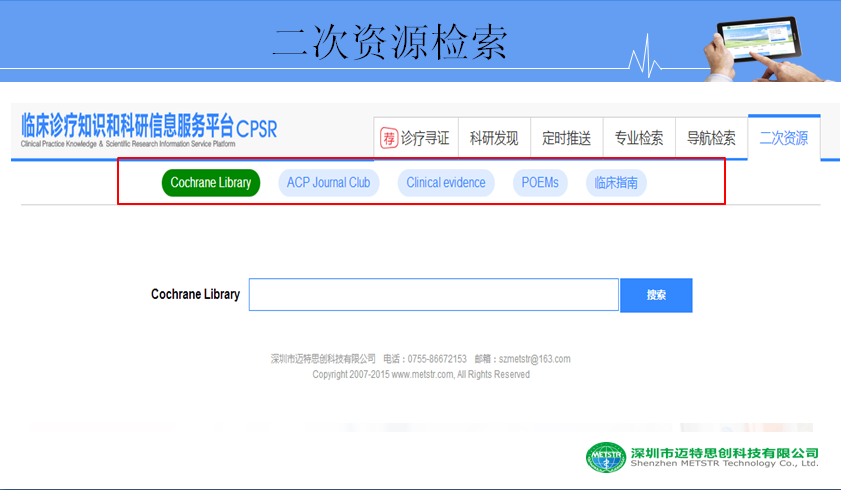 二次资源检索
临床诊疗知识和科研信息服务平台 CPSR
Clinical Practice Knowledge & Scientific Research Information Service Platform
荐 诊疗寻证 科研发现 定时推送 专业检索 导航检索 二次资源
Cochrane Library ACP Journal Club Clinical evidence POEMs 临床指南
Cochrane Library 搜索
深圳市迈特思创科技有限公司 电话：0755-86672153 邮箱：szmetstr@163.com
Copyright 2007-2015 www.metstr.com, All Rights Reserved
METSTR 深圳市迈特思创科技有限公司
Shenzhen METSTR Technology Co., Ltd.